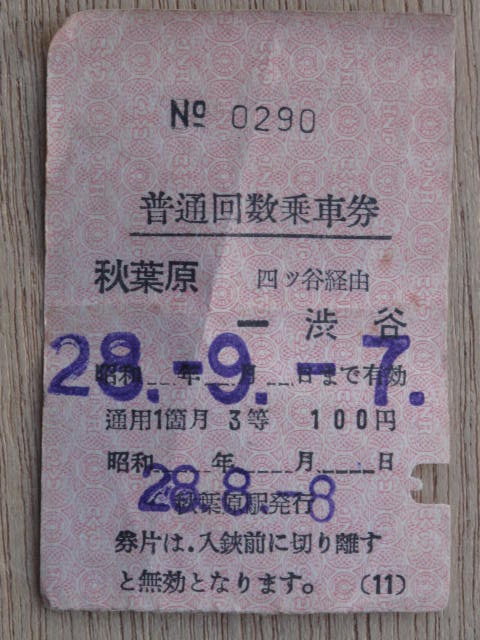 № 0290
普通回数乗車券
秋葉原 四ッ谷経由
ー 渋谷
28.-9.-7.
昭和 年 月 日まで有効
通用1箇月 3等 100円
昭和 年 月 日
28.8.-8
秋葉原駅発行
券片は.入鋏前に切り離す
と無効となります。 (11)